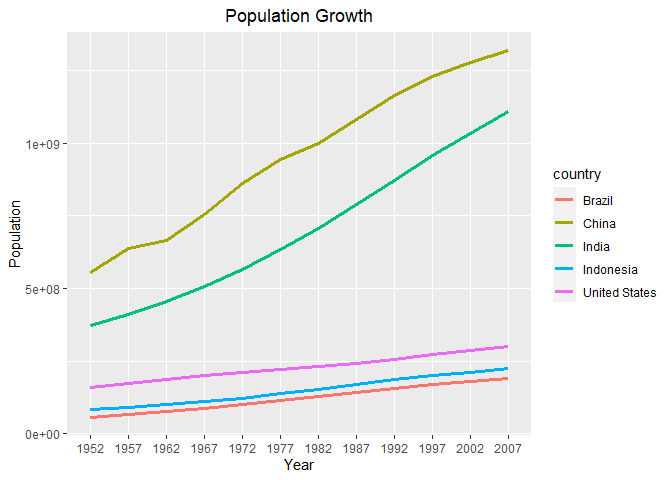 Population Growth
Population
1e+09
5e+08
0e+00
1952 1957 1962 1967 1972 1977 1982 1987 1992 1997 2002 2007
Year
country
Brazil
China
India
Indonesia
United States